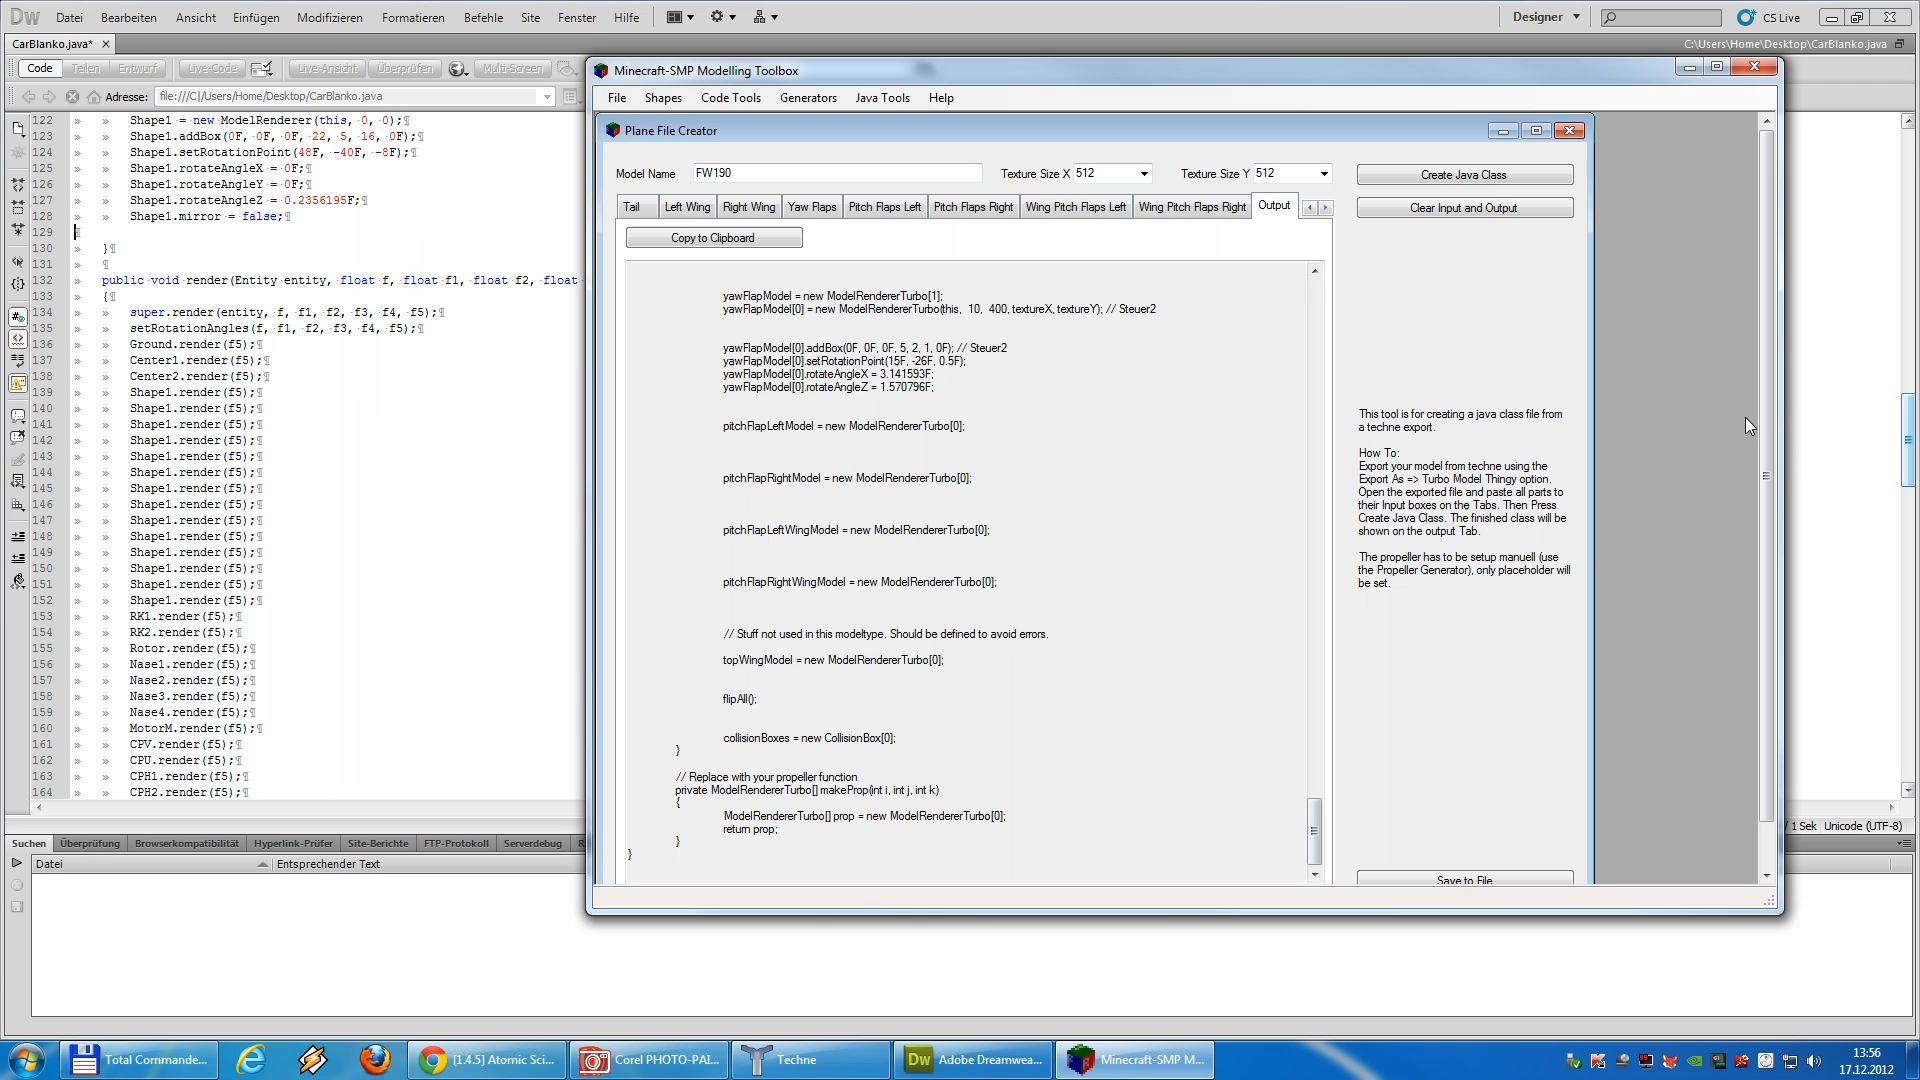 Dw Datei Bearbeiten Ansicht Einfügen Modifizieren Formatieren Befehle Site Fenster Hilfe Designer CS Live
CarBlanko.java* C:\Users\Home\Desktop\CarBlanko.java
Code Teilen Entwurf Live-Code Live-Ansicht Überprüfen Multi-Screen
Adresse: file:///C|/Users/Home/Desktop/CarBlanko.java
122 Shape1 = new ModelRenderer(this, 0, 0);
123 Shape1.addBox(0F, 0F, 0F, 22, 5, 16, 0F);
124 Shape1.setRotationPoint(48F, -40F, -8F);
125 Shape1.rotateAngleX = 0F;
126 Shape1.rotateAngleY = 0F;
127 Shape1.rotateAngleZ = 0.2356195F;
128 Shape1.mirror = false;
129
130 }
131
132 public void render(Entity entity, float f, float f1, float f2, float
133 {
134 super.render(entity, f, f1, f2, f3, f4, f5);
135 setRotationAngles(f, f1, f2, f3, f4, f5);
136 Ground.render(f5);
137 Center1.render(f5);
138 Center2.render(f5);
139 Shape1.render(f5);
140 Shape1.render(f5);
141 Shape1.render(f5);
142 Shape1.render(f5);
143 Shape1.render(f5);
144 Shape1.render(f5);
145 Shape1.render(f5);
146 Shape1.render(f5);
147 Shape1.render(f5);
148 Shape1.render(f5);
149 Shape1.render(f5);
150 Shape1.render(f5);
151 Shape1.render(f5);
152 Shape1.render(f5);
153 RK1.render(f5);
154 RK2.render(f5);
155 Rotor.render(f5);
156 Nase1.render(f5);
157 Nase2.render(f5);
158 Nase3.render(f5);
159 Nase4.render(f5);
160 MotorM.render(f5);
161 CPV.render(f5);
162 CPU.render(f5);
163 CPH1.render(f5);
164 CPH2.render(f5);
/ 1 Sek Unicode (UTF-8)
Suchen Überprüfung Browserkompatibilität Hyperlink-Prüfer Site-Berichte FTP-Protokoll Serverdebug R
Datei Entsprechender Text
Minecraft-SMP Modelling Toolbox
File Shapes Code Tools Generators Java Tools Help
Plane File Creator
Model Name FW190 Texture Size X 512 Texture Size Y 512 Create Java Class
Tail Left Wing Right Wing Yaw Flaps Pitch Flaps Left Pitch Flaps Right Wing Pitch Flaps Left Wing Pitch Flaps Right Output
Clear Input and Output
Copy to Clipboard
yawFlapModel = new ModelRendererTurbo[1];
yawFlapModel[0] = new ModelRendererTurbo(this, 10, 400, textureX, textureY); // Steuer2
yawFlapModel[0].addBox(0F, 0F, 0F, 5, 2, 1, 0F); // Steuer2
yawFlapModel[0].setRotationPoint(15F, -26F, 0.5F);
yawFlapModel[0].rotateAngleX = 3.141593F;
yawFlapModel[0].rotateAngleZ = 1.570796F;
pitchFlapLeftModel = new ModelRendererTurbo[0];
pitchFlapRightModel = new ModelRendererTurbo[0];
pitchFlapLeftWingModel = new ModelRendererTurbo[0];
pitchFlapRightWingModel = new ModelRendererTurbo[0];
// Stuff not used in this modeltype. Should be defined to avoid errors.
topWingModel = new ModelRendererTurbo[0];
flipAll();
collisionBoxes = new CollisionBox[0];
}
// Replace with your propeller function
private ModelRendererTurbo[] makeProp(int i, int j, int k)
{
ModelRendererTurbo[] prop = new ModelRendererTurbo[0];
return prop;
}
}
This tool is for creating a java class file from
a techne export.
How To:
Export your model from techne using the
Export As => Turbo Model Thingy option.
Open the exported file and paste all parts to
their Input boxes on the Tabs. Then Press
Create Java Class. The finished class will be
shown on the output Tab.
The propeller has to be setup manuell (use
the Propeller Generator), only placeholder will
be set.
Save to File
Total Commande... [1.4.5] Atomic Sci... Corel PHOTO-PAI... Techne Dw Adobe Dreamwea... Minecraft-SMP M...
13:56
17.12.2012